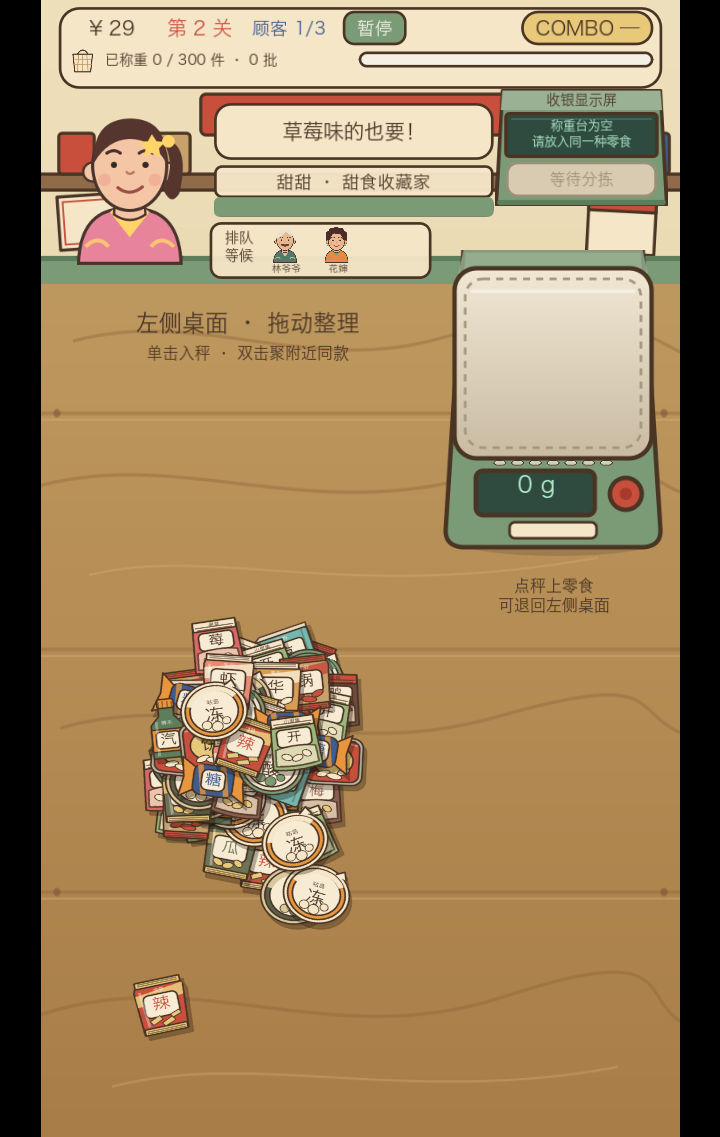 ¥ 29 第 2 关 顾客 1/3 暂停 COMBO —
已称重 0 / 300 件 · 0 批
收银显示屏
称重台为空
请放入同一种零食
等待分拣
草莓味的也要！
甜甜 · 甜食收藏家
排队
等候
林爷爷
花婶
左侧桌面 · 拖动整理
单击入秤 · 双击聚附近同款
0 g
点秤上零食
可退回左侧桌面
莓
虾
华
锅
冻
汽
辣
开
糖
梅
瓜
冻
辣
冻
辣